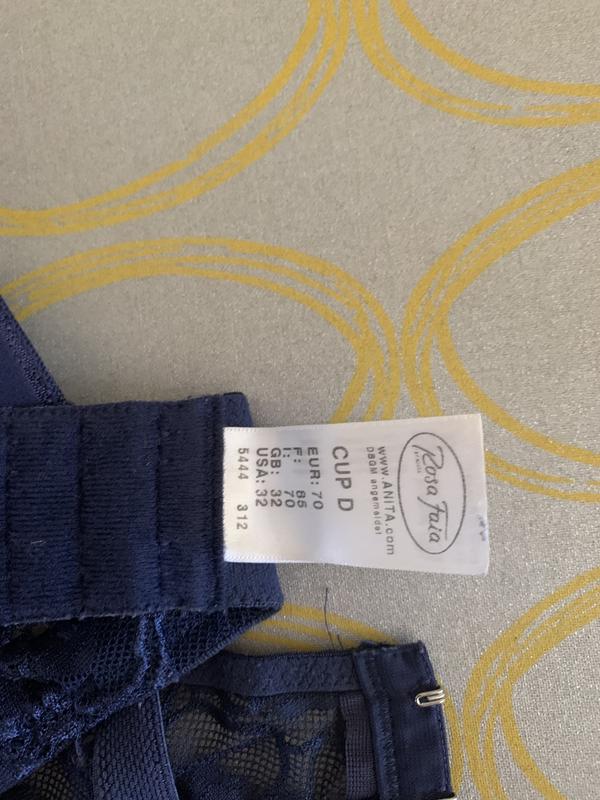 Rosa Faia
www.ANITA.com
DBGM angemeldet
CUP D
EUR: 70
F: 85
I: 70
GB: 32
USA: 32
5444 312